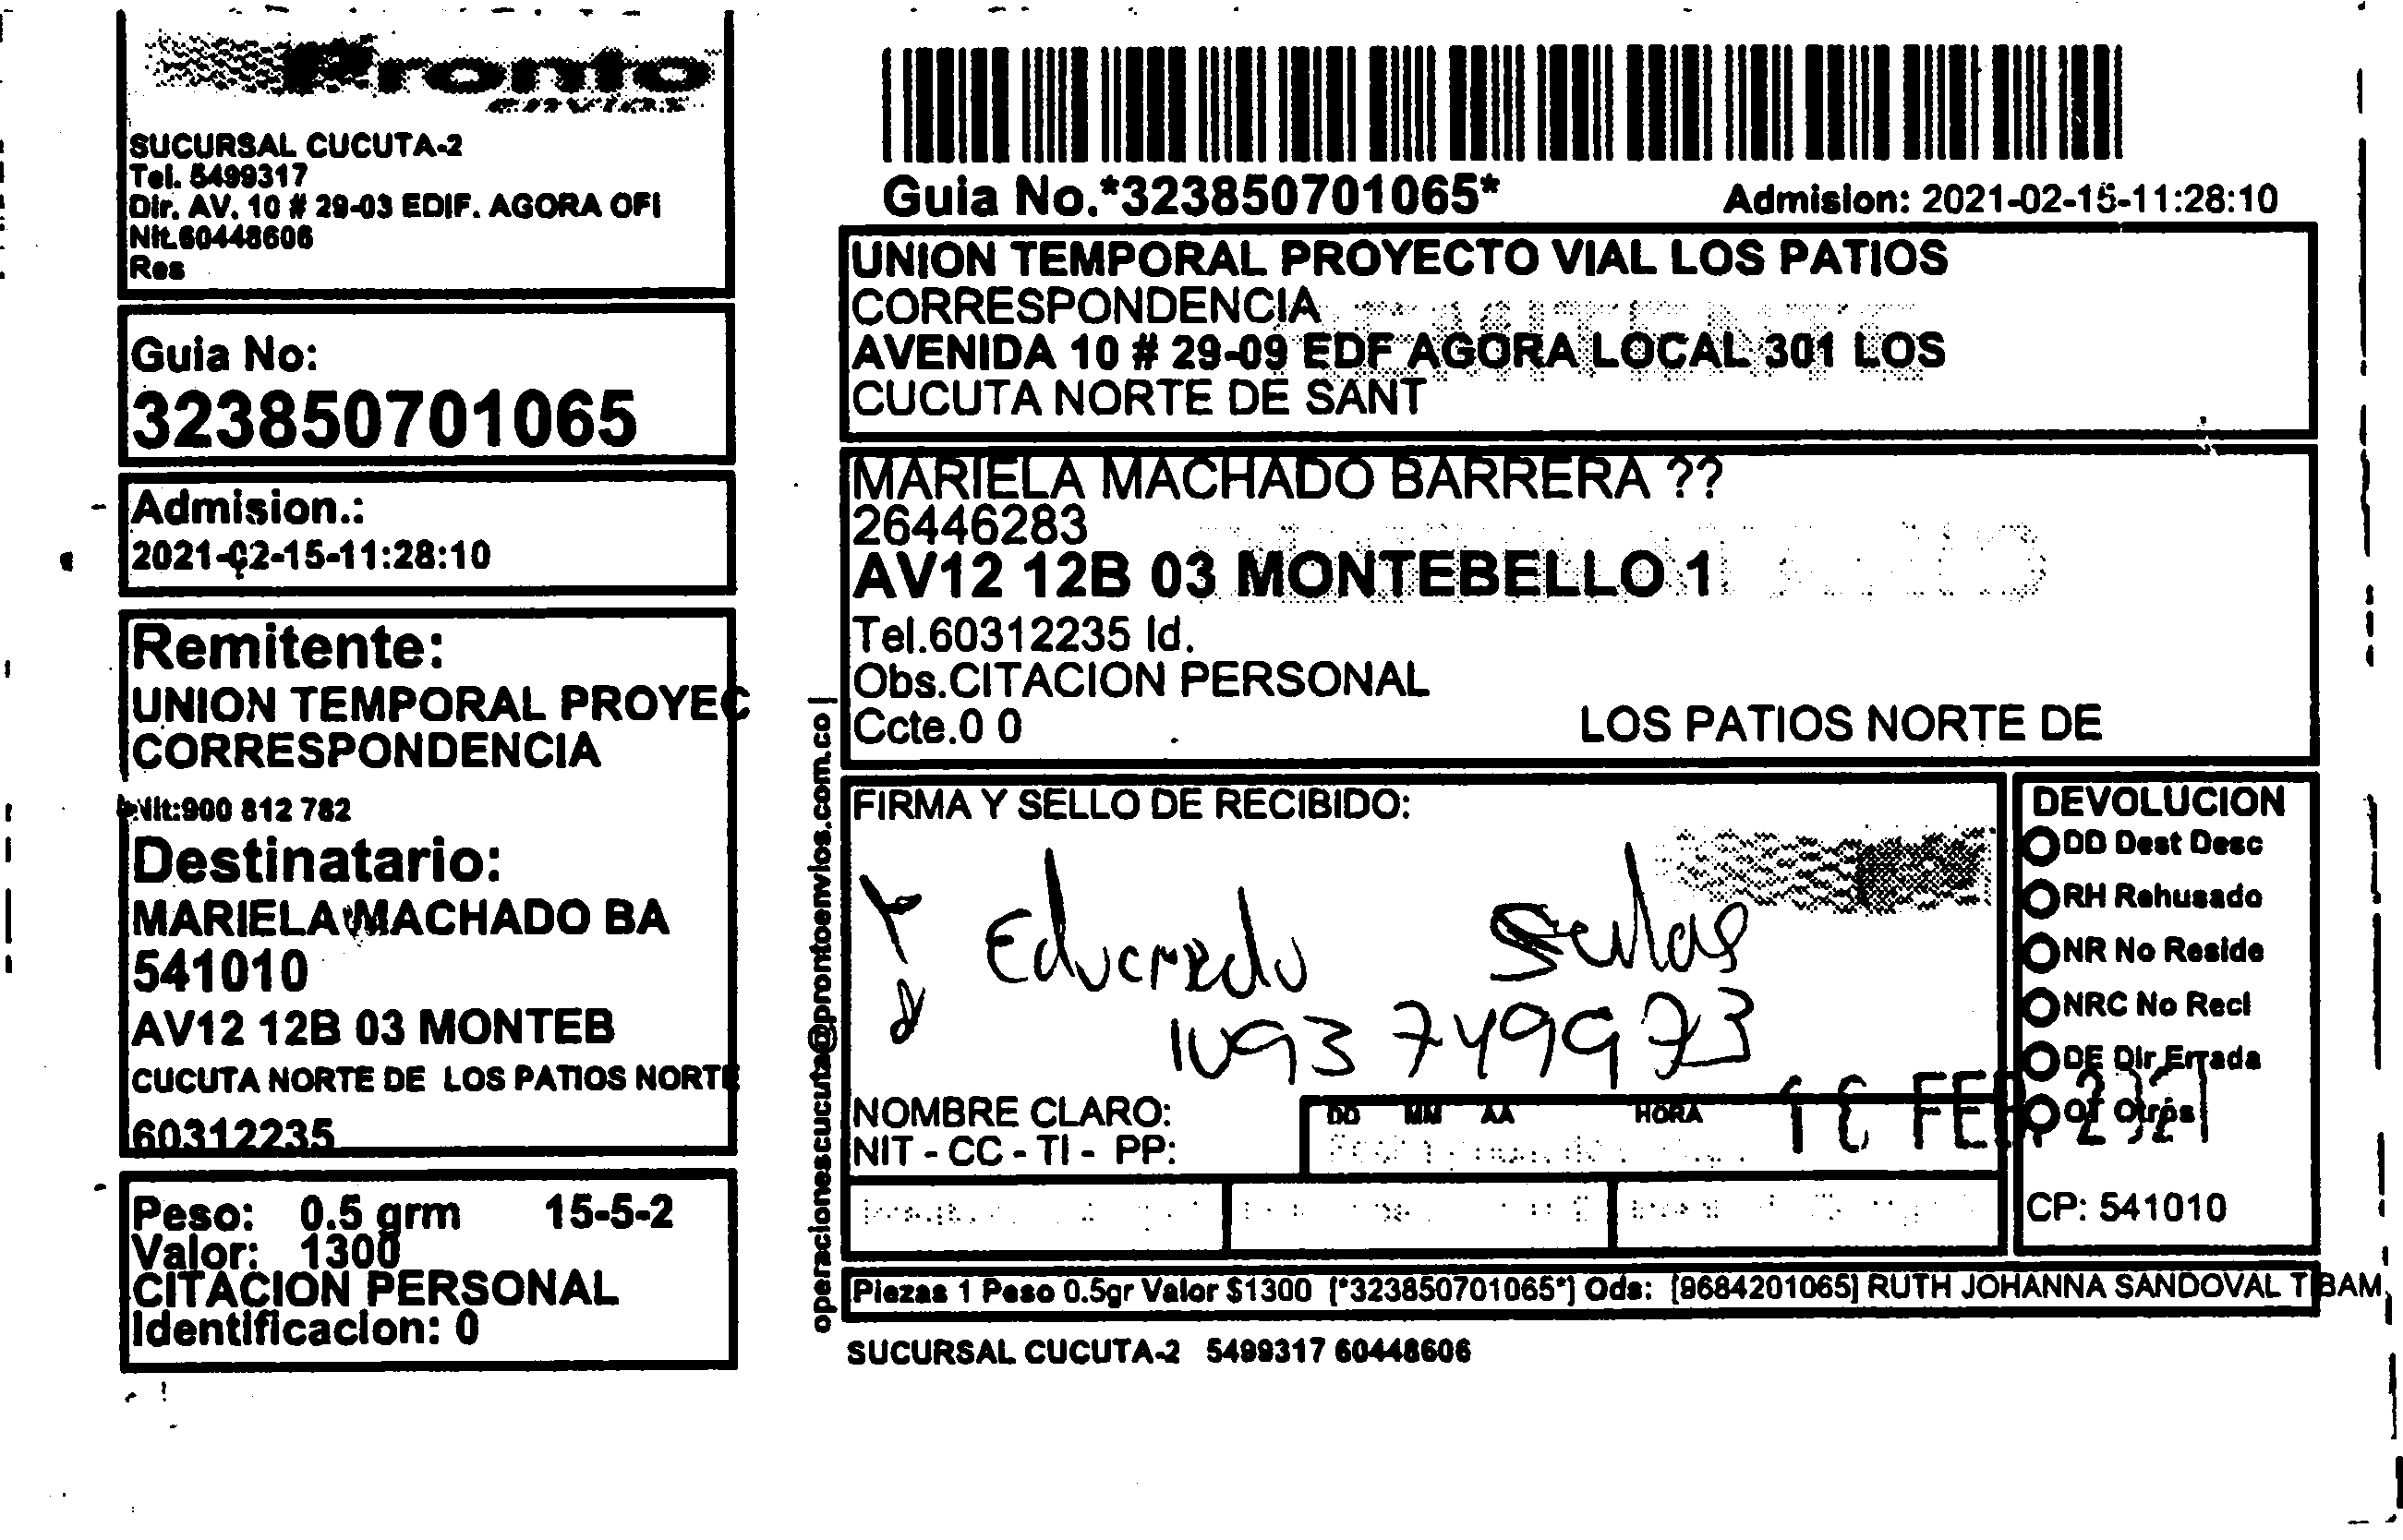 Pronto
envios
SUCURSAL CUCUTA-2
Tel. 5499317
Dir. AV. 10 # 29-03 EDIF. AGORA OFI
Nit.60448606
Res
Guia No:
323850701065
Admision.:
2021-02-15-11:28:10
Remitente:
UNION TEMPORAL PROYEC
CORRESPONDENCIA
Nit:900 812 782
Destinatario:
MARIELA MACHADO BA
541010
AV12 12B 03 MONTEB
CUCUTA NORTE DE LOS PATIOS NORTE
60312235
Peso: 0.5 grm 15-5-2
Valor: 1300
CITACION PERSONAL
Identificacion: 0
operacionescucuta@prontoenvios.com.co |
Guia No.*323850701065* Admision: 2021-02-15-11:28:10
UNION TEMPORAL PROYECTO VIAL LOS PATIOS
CORRESPONDENCIA
REMITENTE
AVENIDA 10 # 29-09 EDF AGORA LOCAL 301 LOS
CUCUTA NORTE DE SANT
MARIELA MACHADO BARRERA ??
26446283
AV12 12B 03 MONTEBELLO 1
Tel.60312235 Id.
Obs.CITACION PERSONAL
Ccte.0 0 LOS PATIOS NORTE DE
FIRMA Y SELLO DE RECIBIDO:
Eduardo
1093749973
NOMBRE CLARO:
NIT - CC - TI - PP:
DD MM AA HORA
16 FEB 2021
DEVOLUCION
DD Dest Desc
RH Rehusado
NR No Reside
NRC No Recl
DE Dir Errada
OT Otros
CP: 541010
Piezas 1 Peso 0.5gr Valor $1300 [*323850701065*] Ods: [9684201065] RUTH JOHANNA SANDOVAL TIBAM
SUCURSAL CUCUTA-2 5499317 60448606